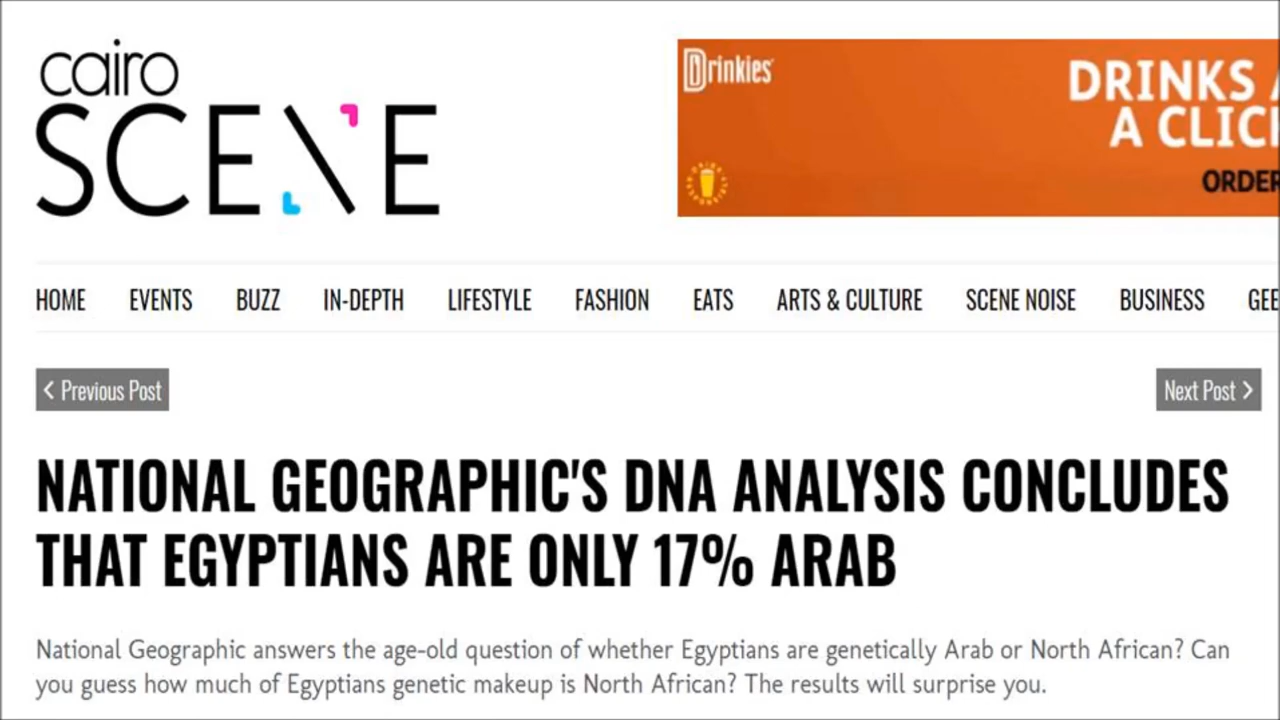 cairo
SCENE
Drinkies
DRINKS
A CLIC
ORDER
HOME EVENTS BUZZ IN-DEPTH LIFESTYLE FASHION EATS ARTS & CULTURE SCENE NOISE BUSINESS GEE
Previous Post
Next Post
NATIONAL GEOGRAPHIC'S DNA ANALYSIS CONCLUDES
THAT EGYPTIANS ARE ONLY 17% ARAB
National Geographic answers the age-old question of whether Egyptians are genetically Arab or North African? Can
you guess how much of Egyptians genetic makeup is North African? The results will surprise you.